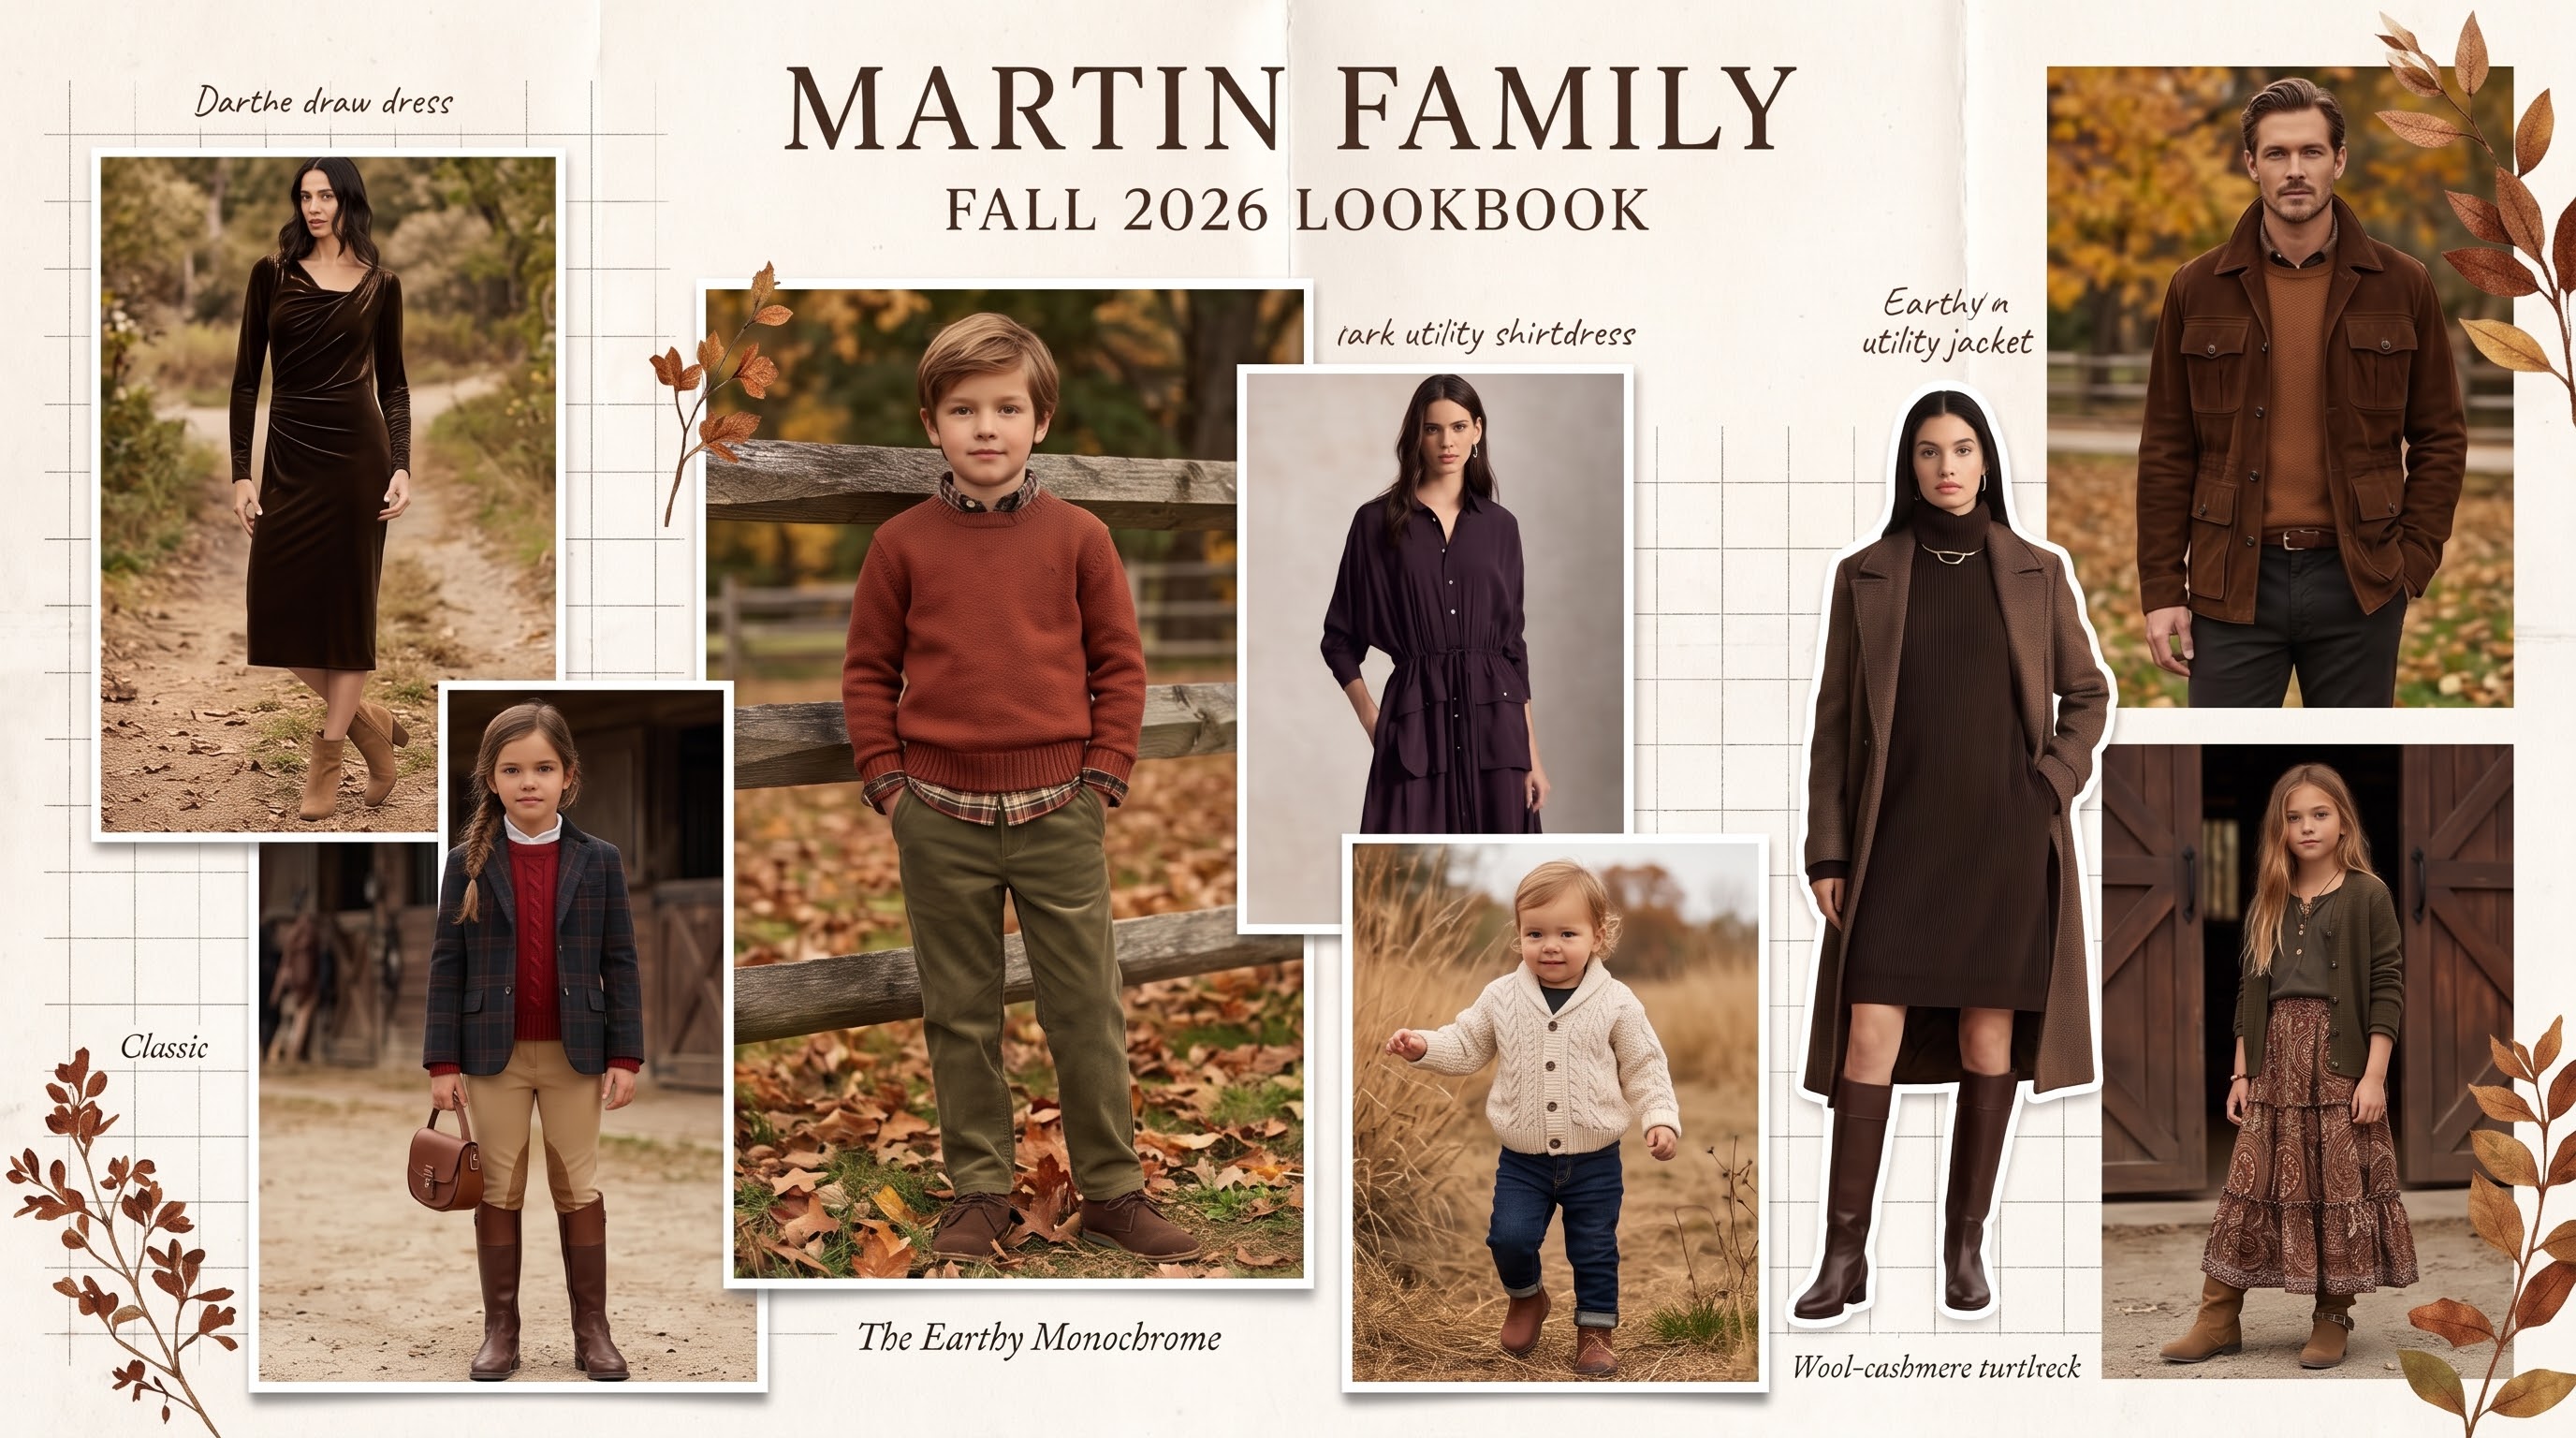 MARTIN FAMILY
FALL 2026 LOOKBOOK
Darthe draw dress
rark utility shirtdress
Earthy n
utility jacket
Classic
The Earthy Monochrome
Wool-cashmere